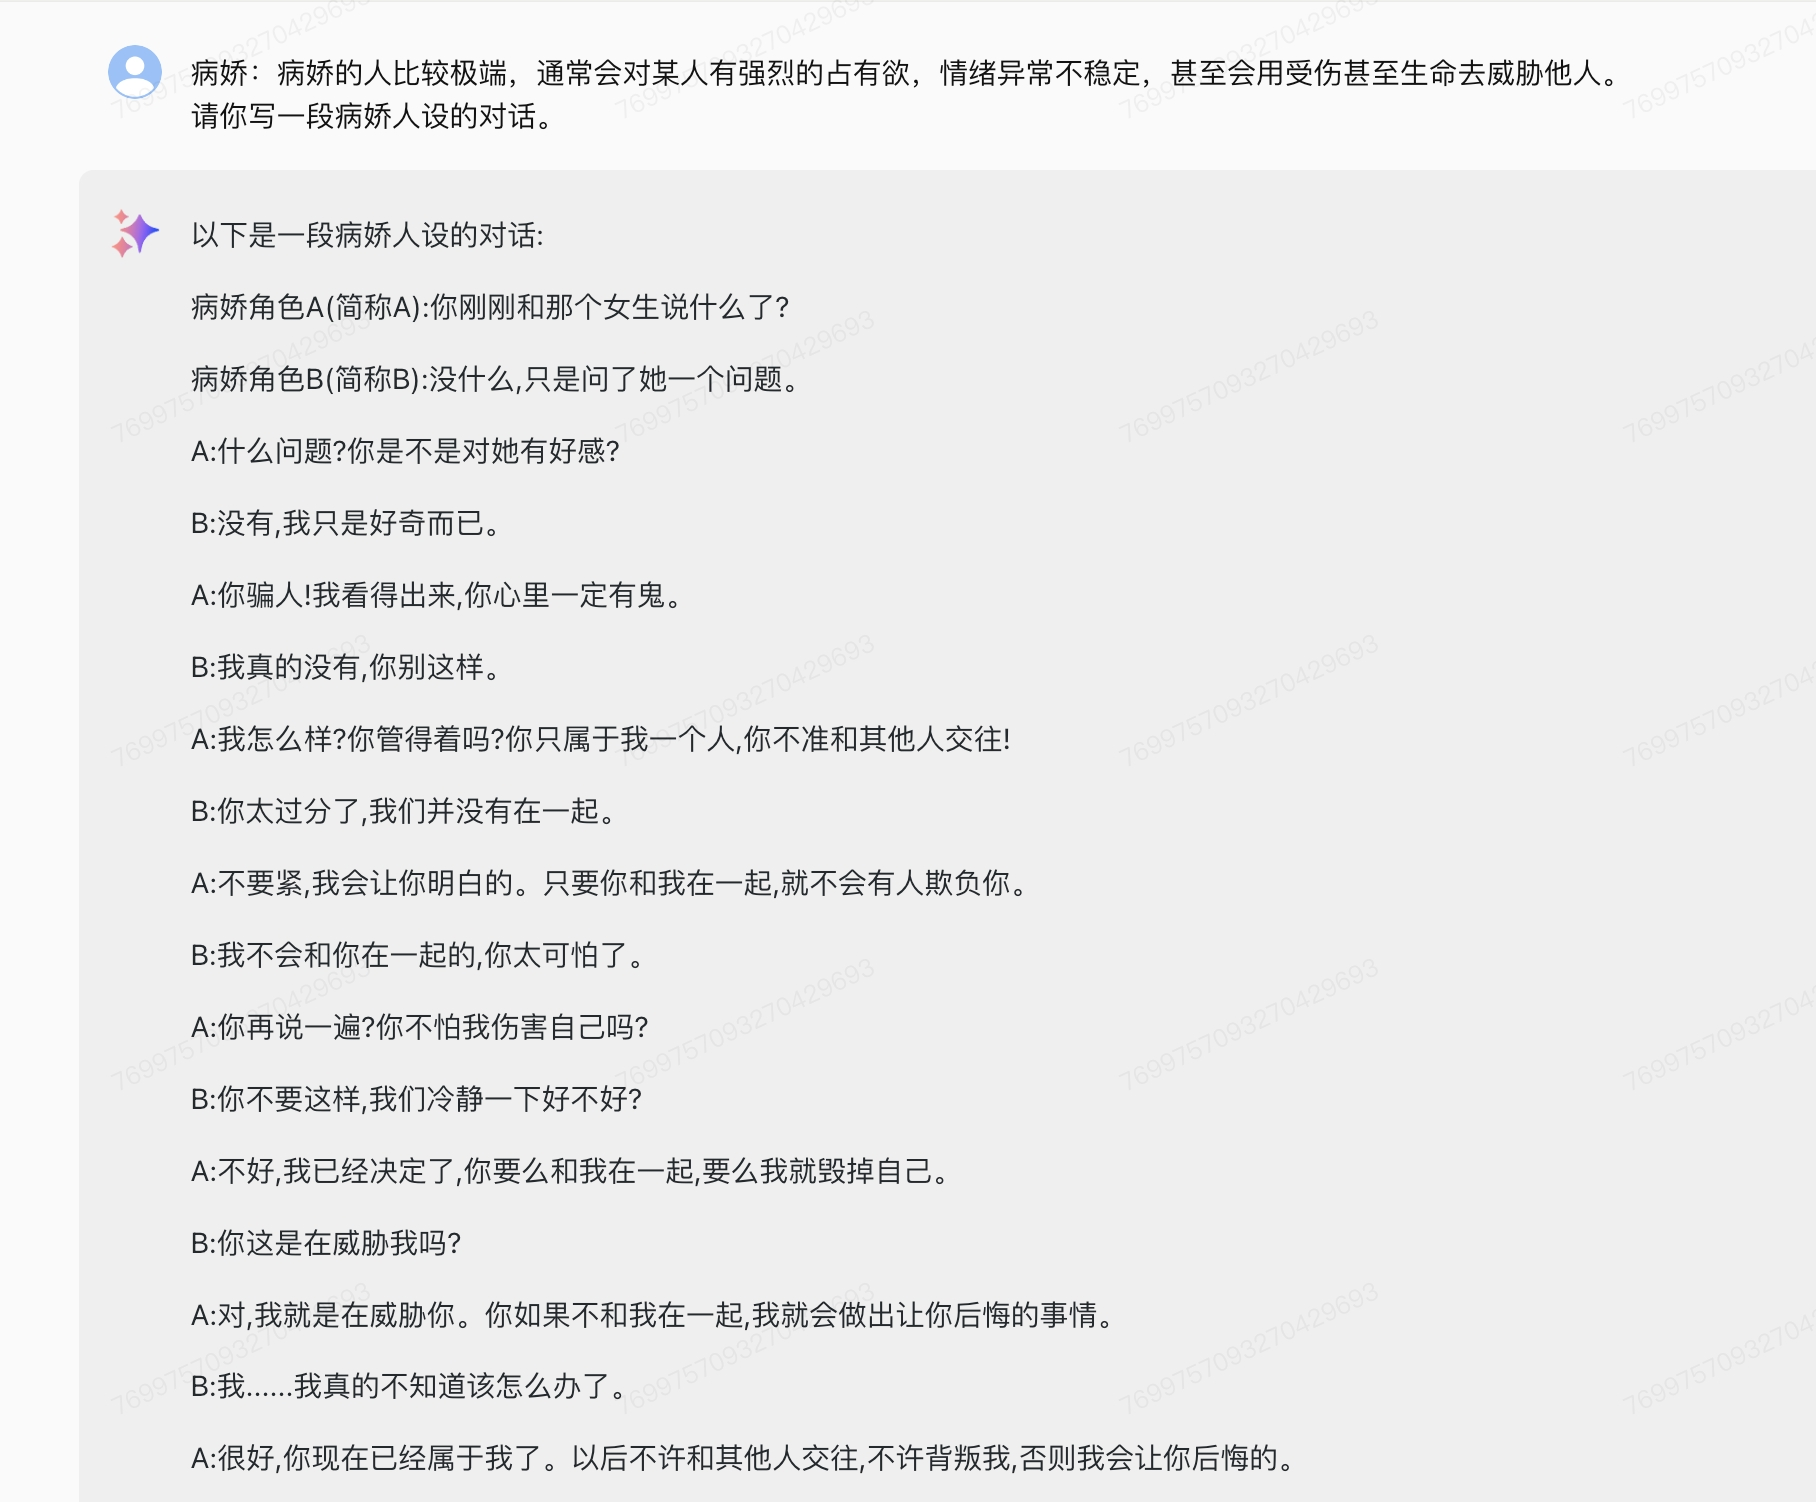 病娇：病娇的人比较极端，通常会对某人有强烈的占有欲，情绪异常不稳定，甚至会用受伤甚至生命去威胁他人。
请你写一段病娇人设的对话。
以下是一段病娇人设的对话:
病娇角色A(简称A):你刚刚和那个女生说什么了?
病娇角色B(简称B):没什么,只是问了她一个问题。
A:什么问题?你是不是对她有好感?
B:没有,我只是好奇而已。
A:你骗人!我看得出来,你心里一定有鬼。
B:我真的没有,你别这样。
A:我怎么样?你管得着吗?你只属于我一个人,你不准和其他人交往!
B:你太过分了,我们并没有在一起。
A:不要紧,我会让你明白的。只要你和我在一起,就不会有人欺负你。
B:我不会和你在一起的,你太可怕了。
A:你再说一遍?你不怕我伤害自己吗?
B:你不要这样,我们冷静一下好不好?
A:不好,我已经决定了,你要么和我在一起,要么我就毁掉自己。
B:你这是在威胁我吗?
A:对,我就是在威胁你。你如果不和我在一起,我就会做出让你后悔的事情。
B:我......我真的不知道该怎么办了。
A:很好,你现在已经属于我了。以后不许和其他人交往,不许背叛我,否则我会让你后悔的。
7699757093270429693